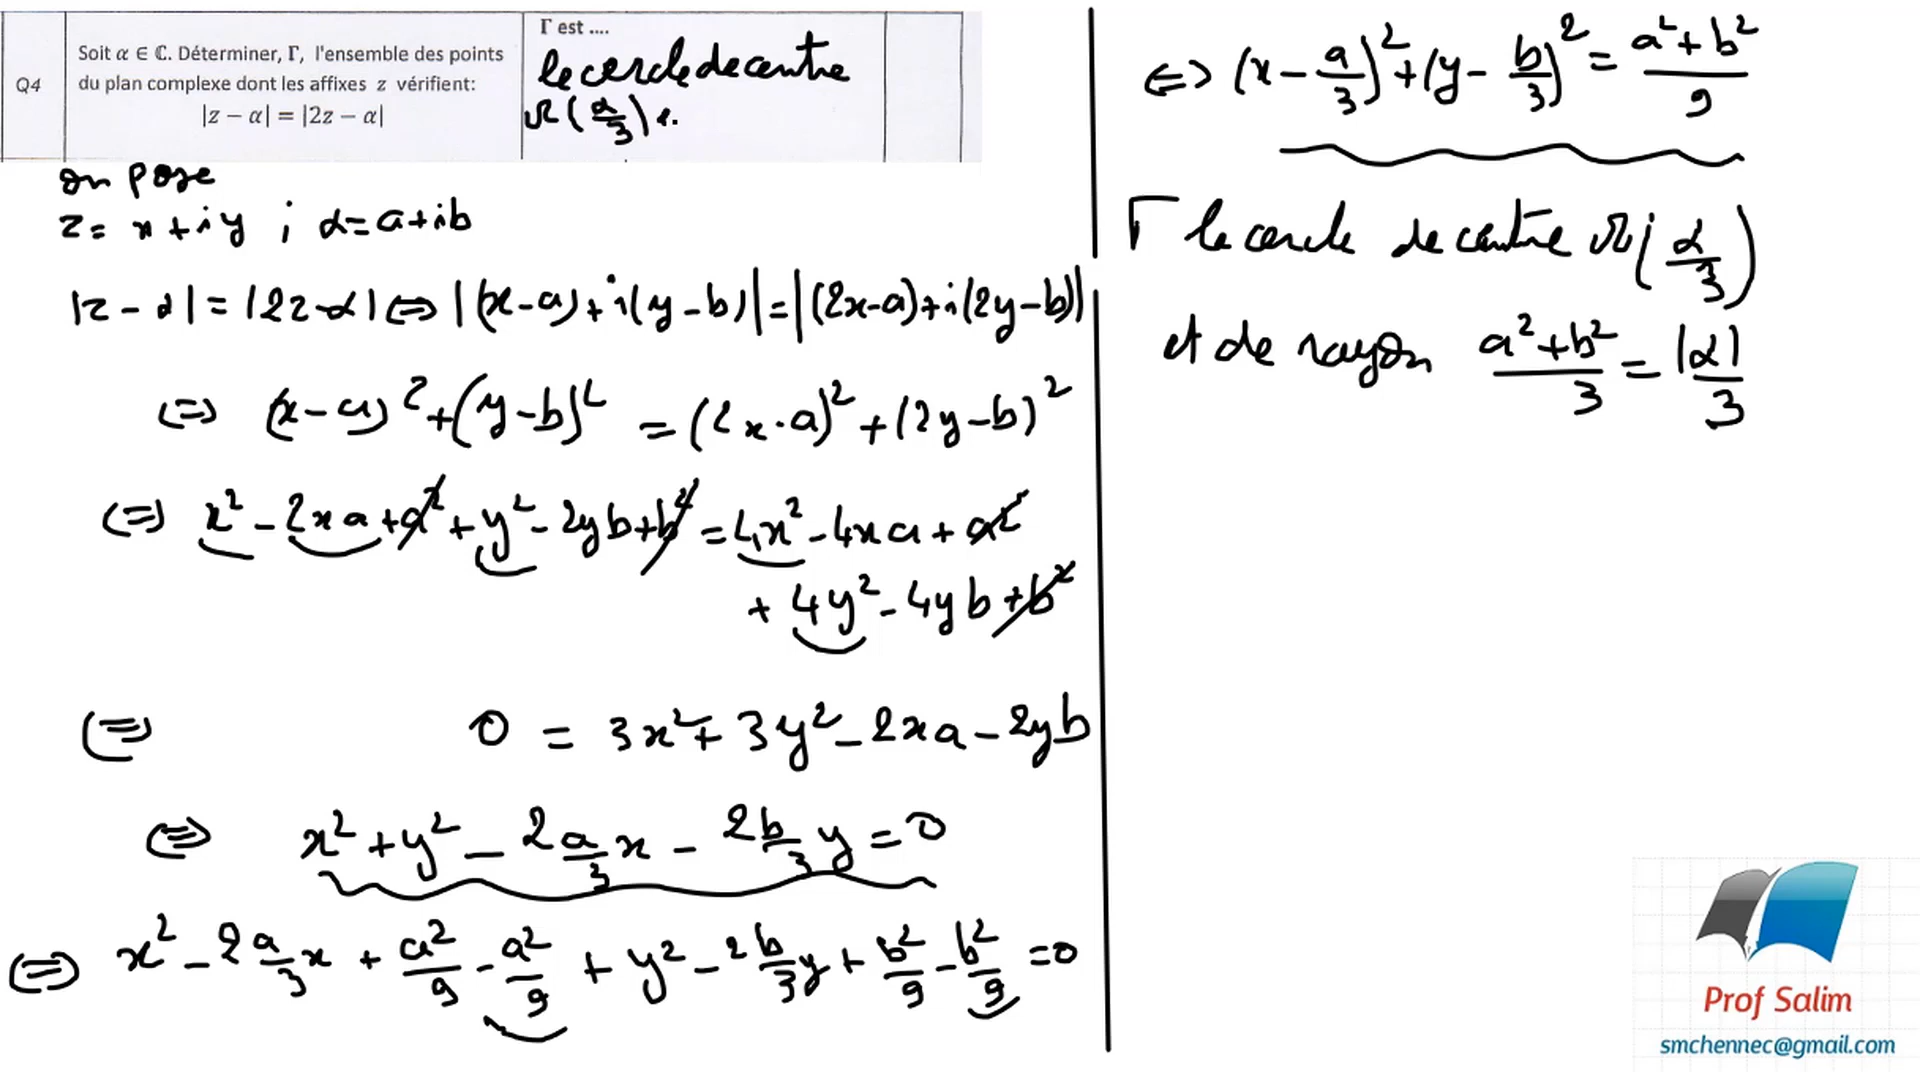 Q4
Soit α ∈ ℂ. Déterminer, Γ, l'ensemble des points
du plan complexe dont les affixes z vérifient:
|z − α| = |2z − α|
Γ est ....
le cercle de centre
Ω(α/3) e.
on pose
z = x + iy ; α = a + ib
|z − α| = |2z − α| ⇔ |(x − a) + i(y − b)| = |(2x − a) + i(2y − b)|
⇔ (x − a)² + (y − b)² = (2x − a)² + (2y − b)²
⇔ x² − 2xa + a² + y² − 2yb + b² = 4x² − 4xa + a²
+ 4y² − 4yb + b²
⇔ 0 = 3x² + 3y² − 2xa − 2yb
⇔ x² + y² − 2a/3 x − 2b/3 y = 0
⇔ x² − 2a/3 x + a²/9 − a²/9 + y² − 2b/3 y + b²/9 − b²/9 = 0
⇔ (x − a/3)² + (y − b/3)² = a² + b²/9
Γ le cercle de centre Ω(α/3)
et de rayon a² + b²/3 = |α|/3
Prof Salim
smchennec@gmail.com